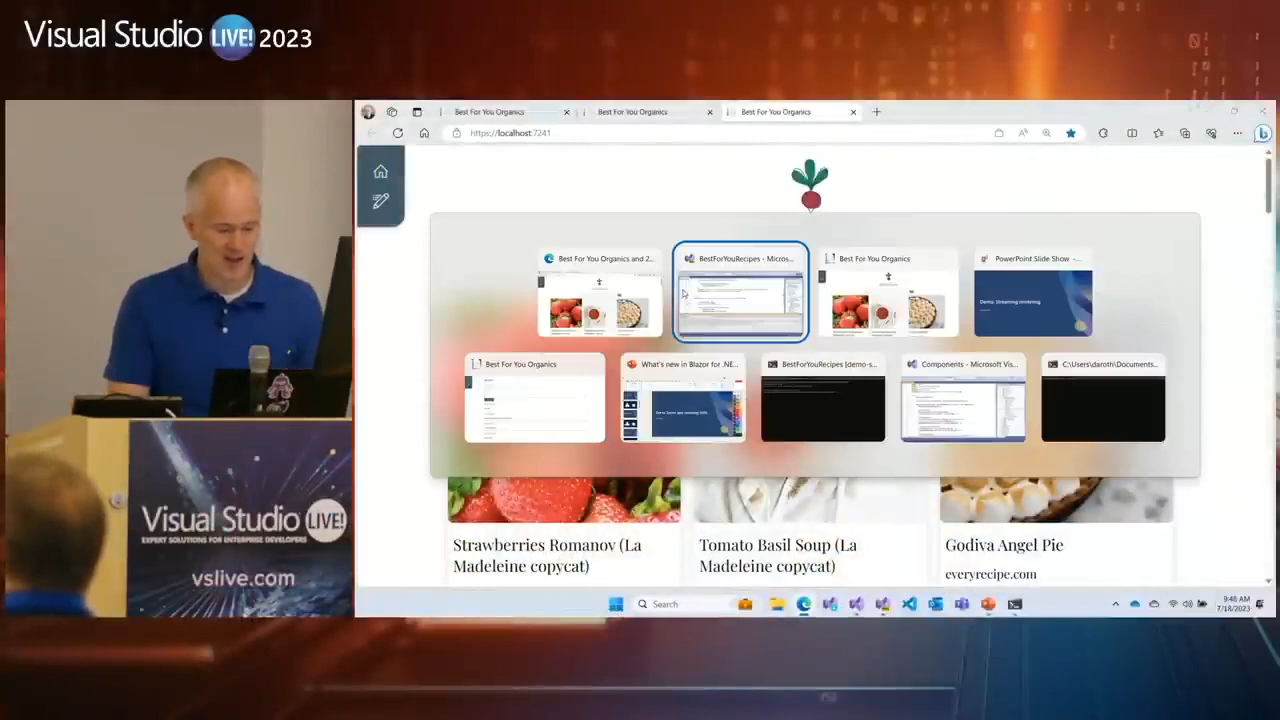 Visual Studio LIVE! 2023
Best For You Organics
Best For You Organics
Best For You Organics
https://localhost:7241
Best For You Organics and 2...
BestForYouRecipes - Micros...
Best For You Organics
PowerPoint Slide Show -...
Demo: Streaming rendering
Best For You Organics
What's new in Blazor for .NE...
BestForYouRecipes [demo-s...
Components - Microsoft Vis...
C:\Users\daroth\Documents...
Strawberries Romanov (La
Madeleine copycat)
Tomato Basil Soup (La
Madeleine copycat)
Godiva Angel Pie
everyrecipe.com
Search
9:48 AM
7/18/2023
Visual Studio LIVE!
EXPERT SOLUTIONS FOR ENTERPRISE DEVELOPERS
vslive.com